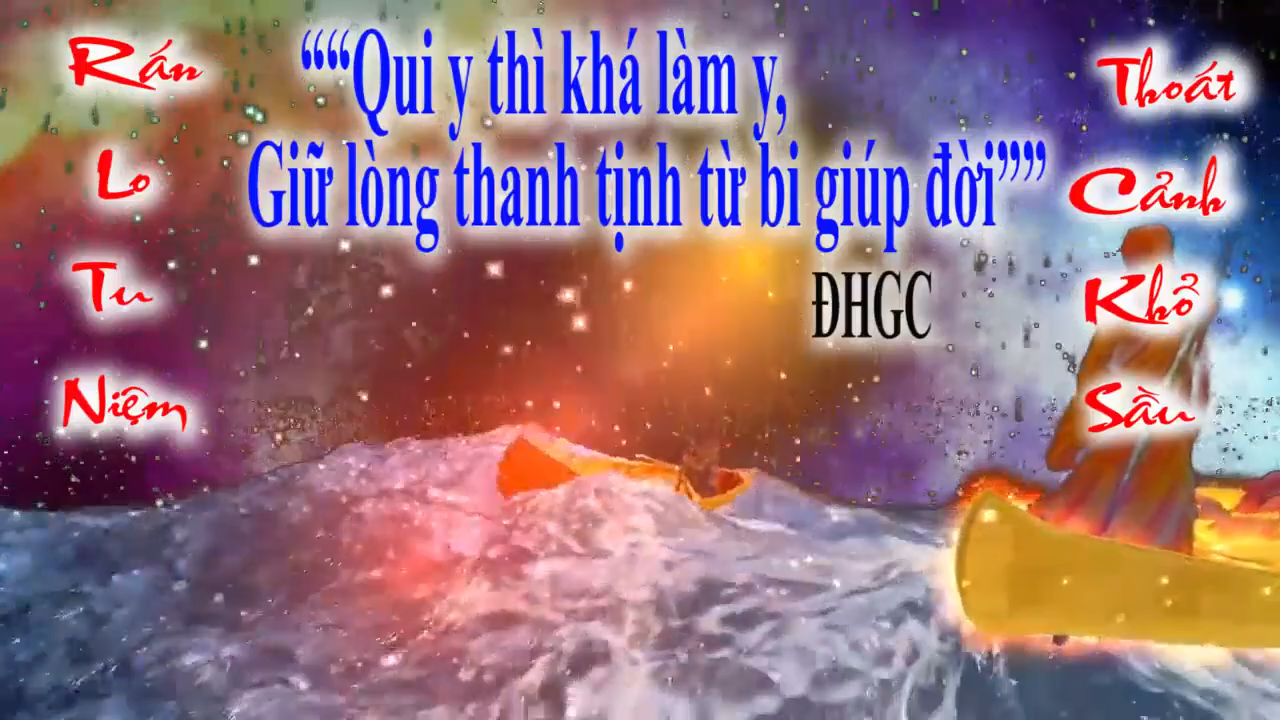 Rán
Lo
Tu
Niệm
““Qui y thì khá làm y,
Giữ lòng thanh tịnh từ bi giúp đời””
ĐHGC
Thoát
Cảnh
Khổ
Sầu